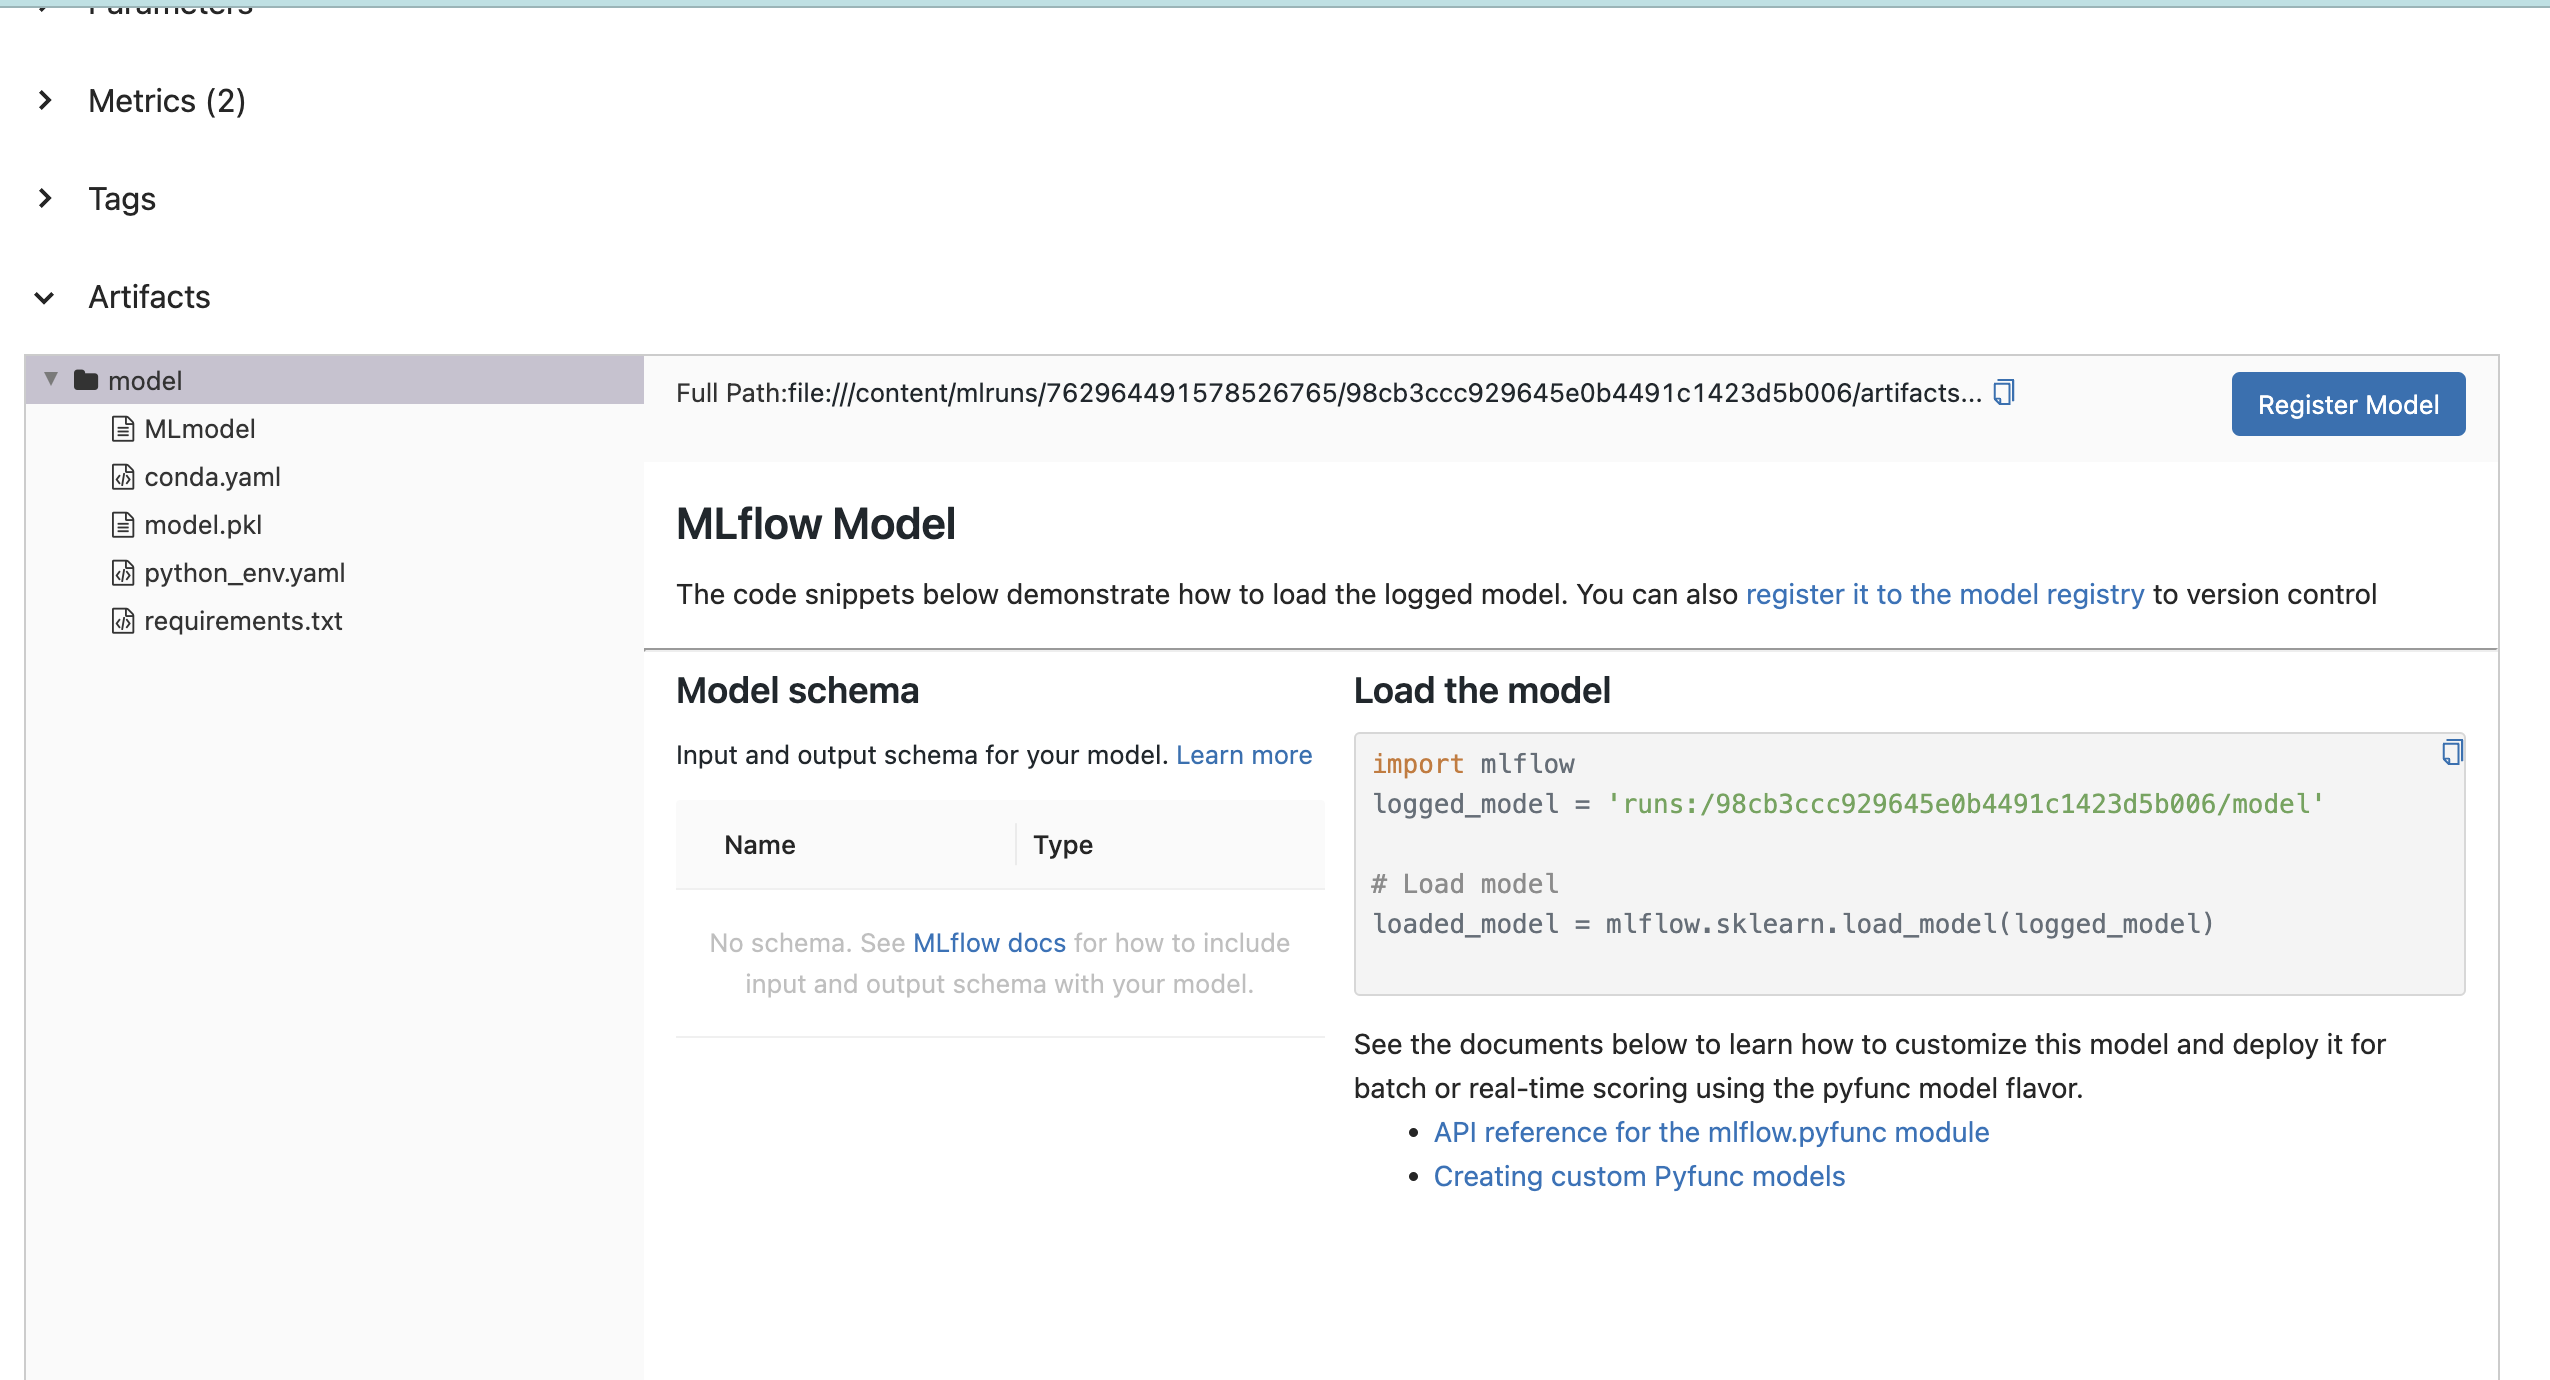 Parameters
Metrics (2)
Tags
Artifacts
model
MLmodel
conda.yaml
model.pkl
python_env.yaml
requirements.txt
Full Path:file:///content/mlruns/762964491578526765/98cb3ccc929645e0b4491c1423d5b006/artifacts...
Register Model
MLflow Model
The code snippets below demonstrate how to load the logged model. You can also register it to the model registry to version control
Model schema
Input and output schema for your model. Learn more
Name Type
No schema. See MLflow docs for how to include
input and output schema with your model.
Load the model
import mlflow
logged_model = 'runs:/98cb3ccc929645e0b4491c1423d5b006/model'
# Load model
loaded_model = mlflow.sklearn.load_model(logged_model)
See the documents below to learn how to customize this model and deploy it for
batch or real-time scoring using the pyfunc model flavor.
• API reference for the mlflow.pyfunc module
• Creating custom Pyfunc models